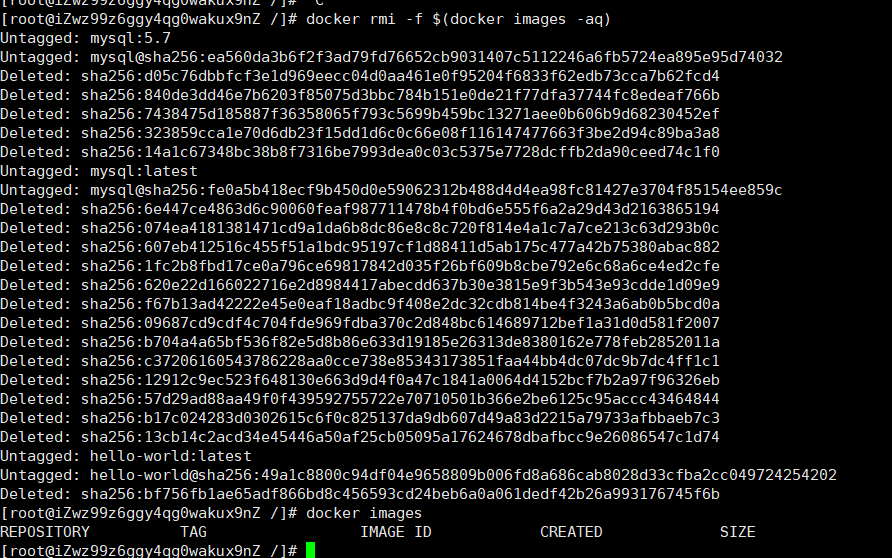 [root@iZwz99z6ggy4qg0wakux9nZ /]# ^C
[root@iZwz99z6ggy4qg0wakux9nZ /]# docker rmi -f $(docker images -aq)
Untagged: mysql:5.7
Untagged: mysql@sha256:ea560da3b6f2f3ad79fd76652cb9031407c5112246a6fb5724ea895e95d74032
Deleted: sha256:d05c76dbbfcf3e1d969eecc04d0aa461e0f95204f6833f62edb73cca7b62fcd4
Deleted: sha256:840de3dd46e7b6203f85075d3bbc784b151e0de21f77dfa37744fc8edeaf766b
Deleted: sha256:7438475d185887f36358065f793c5699b459bc13271aee0b606b9d68230452ef
Deleted: sha256:323859cca1e70d6db23f15dd1d6c0c66e08f116147477663f3be2d94c89ba3a8
Deleted: sha256:14a1c67348bc38b8f7316be7993dea0c03c5375e7728dcffb2da90ceed74c1f0
Untagged: mysql:latest
Untagged: mysql@sha256:fe0a5b418ecf9b450d0e59062312b488d4d4ea98fc81427e3704f85154ee859c
Deleted: sha256:6e447ce4863d6c90060feaf987711478b4f0bd6e555f6a2a29d43d2163865194
Deleted: sha256:074ea4181381471cd9a1da6b8dc86e8c8c720f814e4a1c7a7ce213c63d293b0c
Deleted: sha256:607eb412516c455f51a1bdc95197cf1d88411d5ab175c477a42b75380abac882
Deleted: sha256:1fc2b8fbd17ce0a796ce69817842d035f26bf609b8cbe792e6c68a6ce4ed2cfe
Deleted: sha256:620e22d166022716e2d8984417abecdd637b30e3815e9f3b543e93cdde1d09e9
Deleted: sha256:f67b13ad42222e45e0eaf18adbc9f408e2dc32cdb814be4f3243a6ab0b5bcd0a
Deleted: sha256:09687cd9cdf4c704fde969fdba370c2d848bc614689712bef1a31d0d581f2007
Deleted: sha256:b704a4a65bf536f82e5d8b86e633d19185e26313de8380162e778feb2852011a
Deleted: sha256:c37206160543786228aa0cce738e85343173851faa44bb4dc07dc9b7dc4ff1c1
Deleted: sha256:12912c9ec523f648130e663d9d4f0a47c1841a0064d4152bcf7b2a97f96326eb
Deleted: sha256:57d29ad88aa49f0f439592755722e70710501b366e2be6125c95accc43464844
Deleted: sha256:b17c024283d0302615c6f0c825137da9db607d49a83d2215a79733afbbaeb7c3
Deleted: sha256:13cb14c2acd34e45446a50af25cb05095a17624678dbafbcc9e26086547c1d74
Untagged: hello-world:latest
Untagged: hello-world@sha256:49a1c8800c94df04e9658809b006fd8a686cab8028d33cfba2cc049724254202
Deleted: sha256:bf756fb1ae65adf866bd8c456593cd24beb6a0a061dedf42b26a993176745f6b
[root@iZwz99z6ggy4qg0wakux9nZ /]# docker images
REPOSITORY TAG IMAGE ID CREATED SIZE
[root@iZwz99z6ggy4qg0wakux9nZ /]#